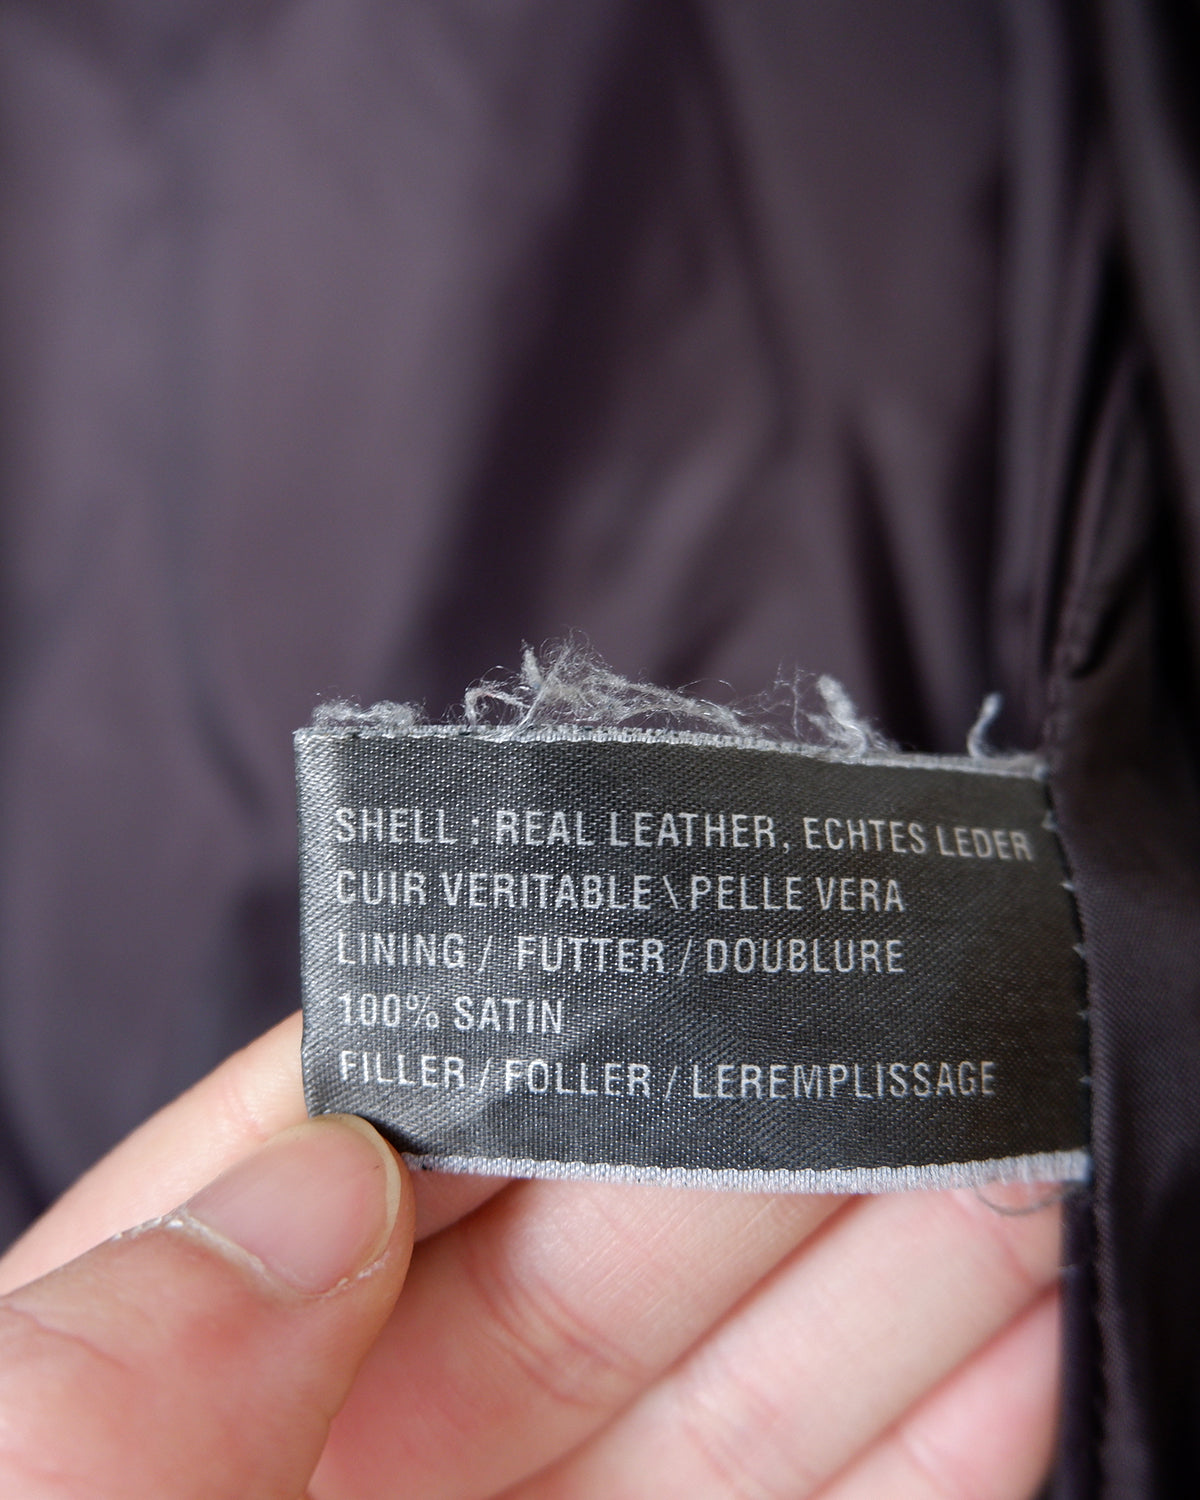 SHELL : REAL LEATHER, ECHTES LEDER
CUIR VERITABLE \ PELLE VERA
LINING / FUTTER / DOUBLURE
100% SATIN
FILLER / FOLLER / LEREMPLISSAGE